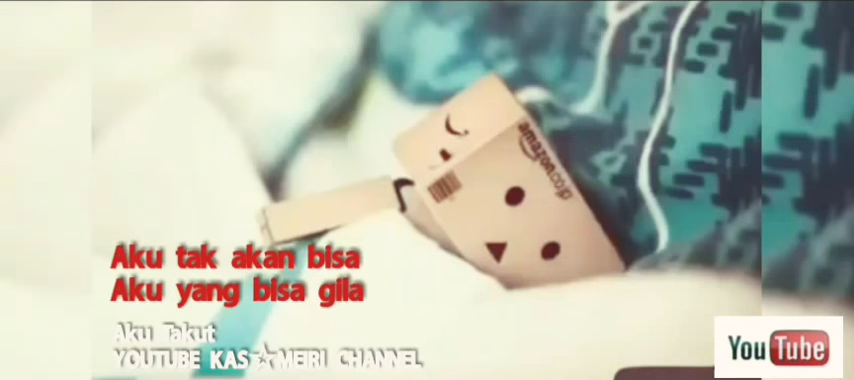 amazon.co.jp
Aku tak akan bisa
Aku yang bisa gila
Aku Takut
YOUTUBE KAS☆MEIRI CHANNEL
YouTube